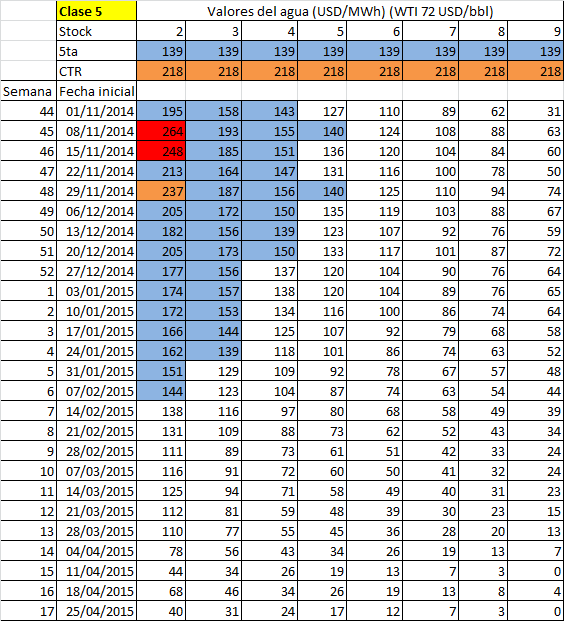 Clase 5 Valores del agua (USD/MWh) (WTI 72 USD/bbl)
Stock 2 3 4 5 6 7 8 9
5ta 139 139 139 139 139 139 139 139
CTR 218 218 218 218 218 218 218 218
Semana Fecha inicial
44 01/11/2014 195 158 143 127 110 89 62 31
45 08/11/2014 264 193 155 140 124 108 88 63
46 15/11/2014 248 185 151 136 120 104 84 60
47 22/11/2014 213 164 147 131 116 100 78 50
48 29/11/2014 237 187 156 140 125 110 94 74
49 06/12/2014 205 172 150 135 119 103 88 67
50 13/12/2014 182 156 139 123 107 92 76 59
51 20/12/2014 205 173 150 133 117 101 87 72
52 27/12/2014 177 156 137 120 104 90 76 64
1 03/01/2015 174 157 138 120 104 89 76 65
2 10/01/2015 172 153 134 116 100 86 74 64
3 17/01/2015 166 144 125 107 92 79 68 58
4 24/01/2015 162 139 118 101 86 74 63 52
5 31/01/2015 151 129 109 92 78 67 57 48
6 07/02/2015 144 123 104 87 74 63 54 44
7 14/02/2015 138 116 97 80 68 58 49 39
8 21/02/2015 131 109 88 73 62 52 43 34
9 28/02/2015 111 89 73 61 51 42 33 24
10 07/03/2015 116 91 72 60 50 41 32 24
11 14/03/2015 125 94 71 58 49 40 31 23
12 21/03/2015 112 81 59 48 39 30 23 15
13 28/03/2015 110 77 55 45 36 28 20 13
14 04/04/2015 78 56 43 34 26 19 13 7
15 11/04/2015 44 34 26 19 13 7 3 0
16 18/04/2015 68 46 34 26 19 13 8 4
17 25/04/2015 40 31 24 17 12 7 3 0